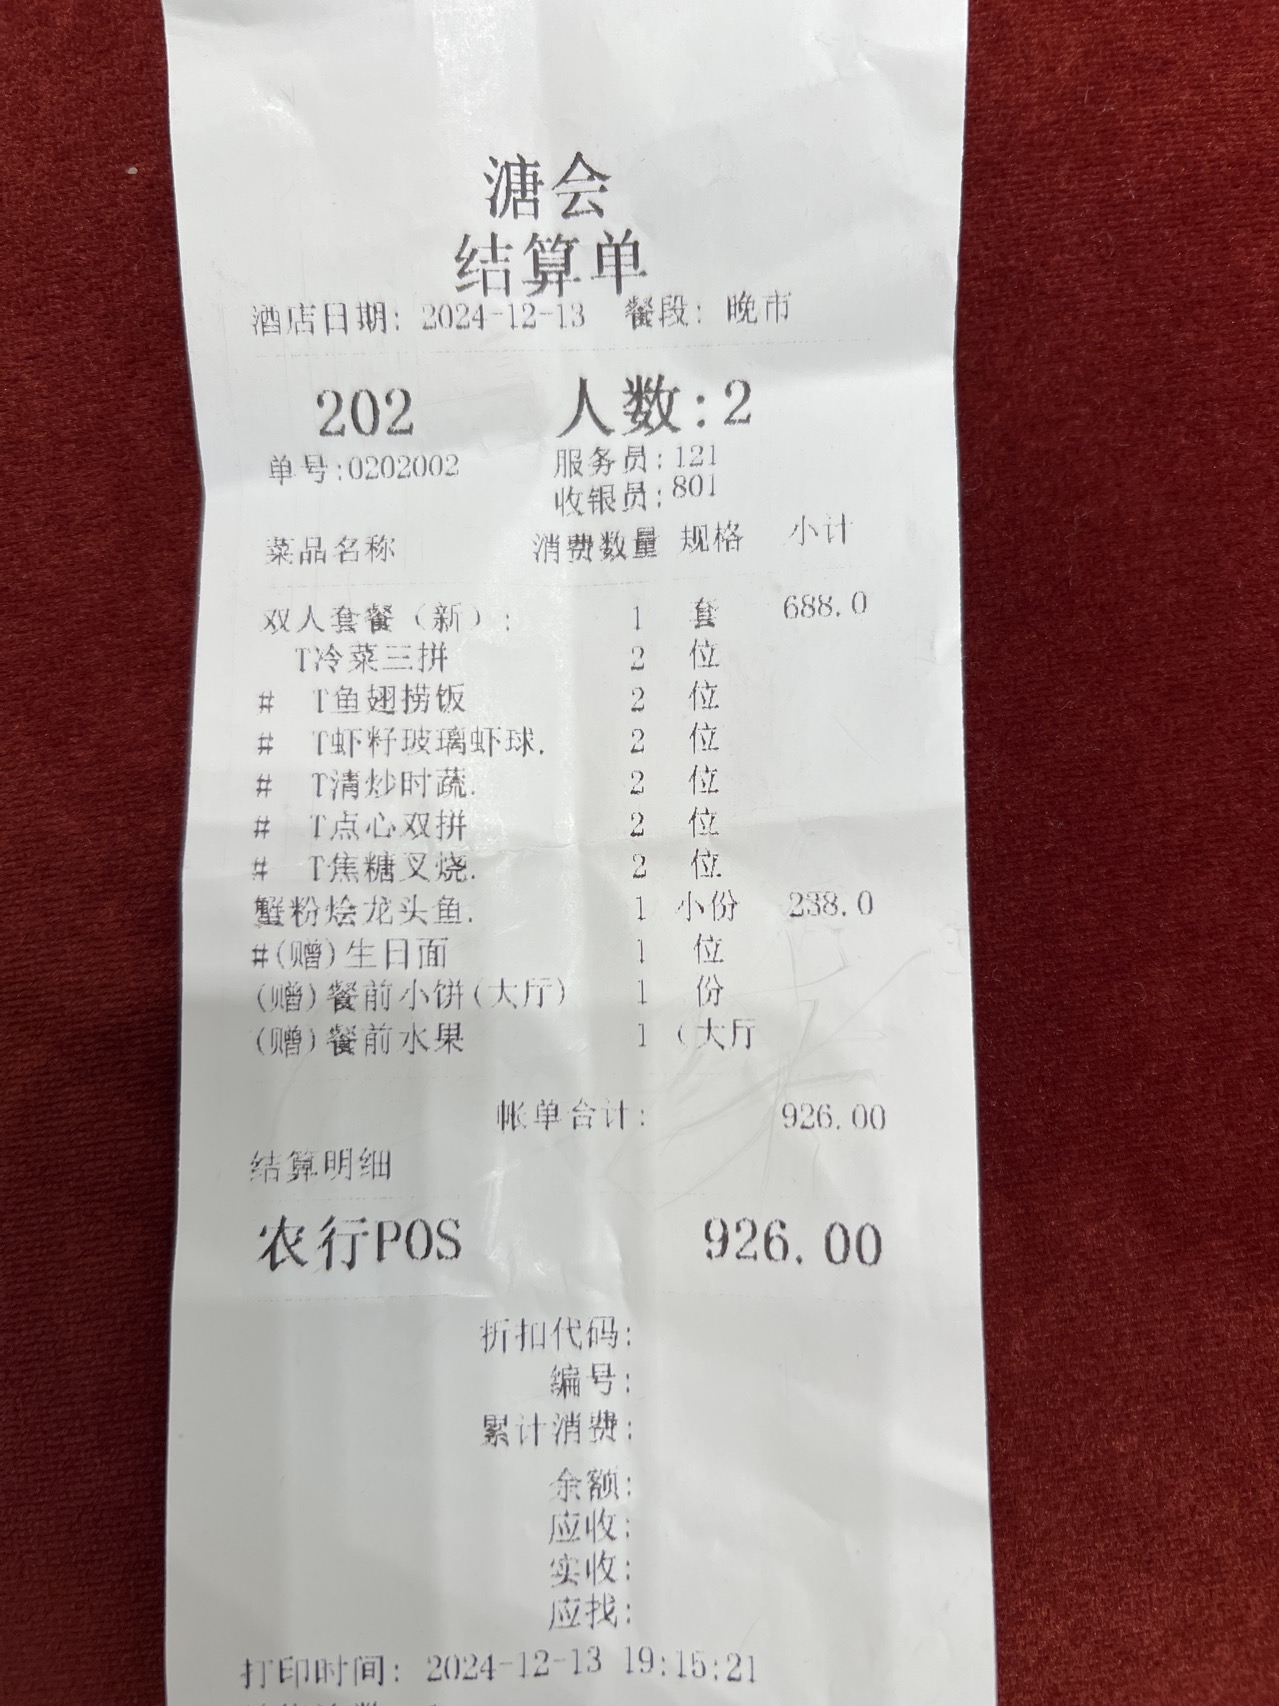 溏会
结算单
酒店日期: 2024-12-13 餐段: 晚市
202 人数:2
单号:0202002 服务员:121
收银员:801
菜品名称 消费数量 规格 小计
双人套餐（新）: 1 套 688.0
T冷菜三拼 2 位
# T鱼翅捞饭 2 位
# T虾籽玻璃虾球. 2 位
# T清炒时蔬. 2 位
# T点心双拼 2 位
# T焦糖叉烧. 2 位
蟹粉烩龙头鱼. 1 小份 238.0
#(赠)生日面 1 位
(赠)餐前小饼(大厅) 1 份
(赠)餐前水果 1 (大厅
帐单合计: 926.00
结算明细
农行POS 926.00
折扣代码:
编号:
累计消费:
余额:
应收:
实收:
应找:
打印时间: 2024-12-13 19:15:21